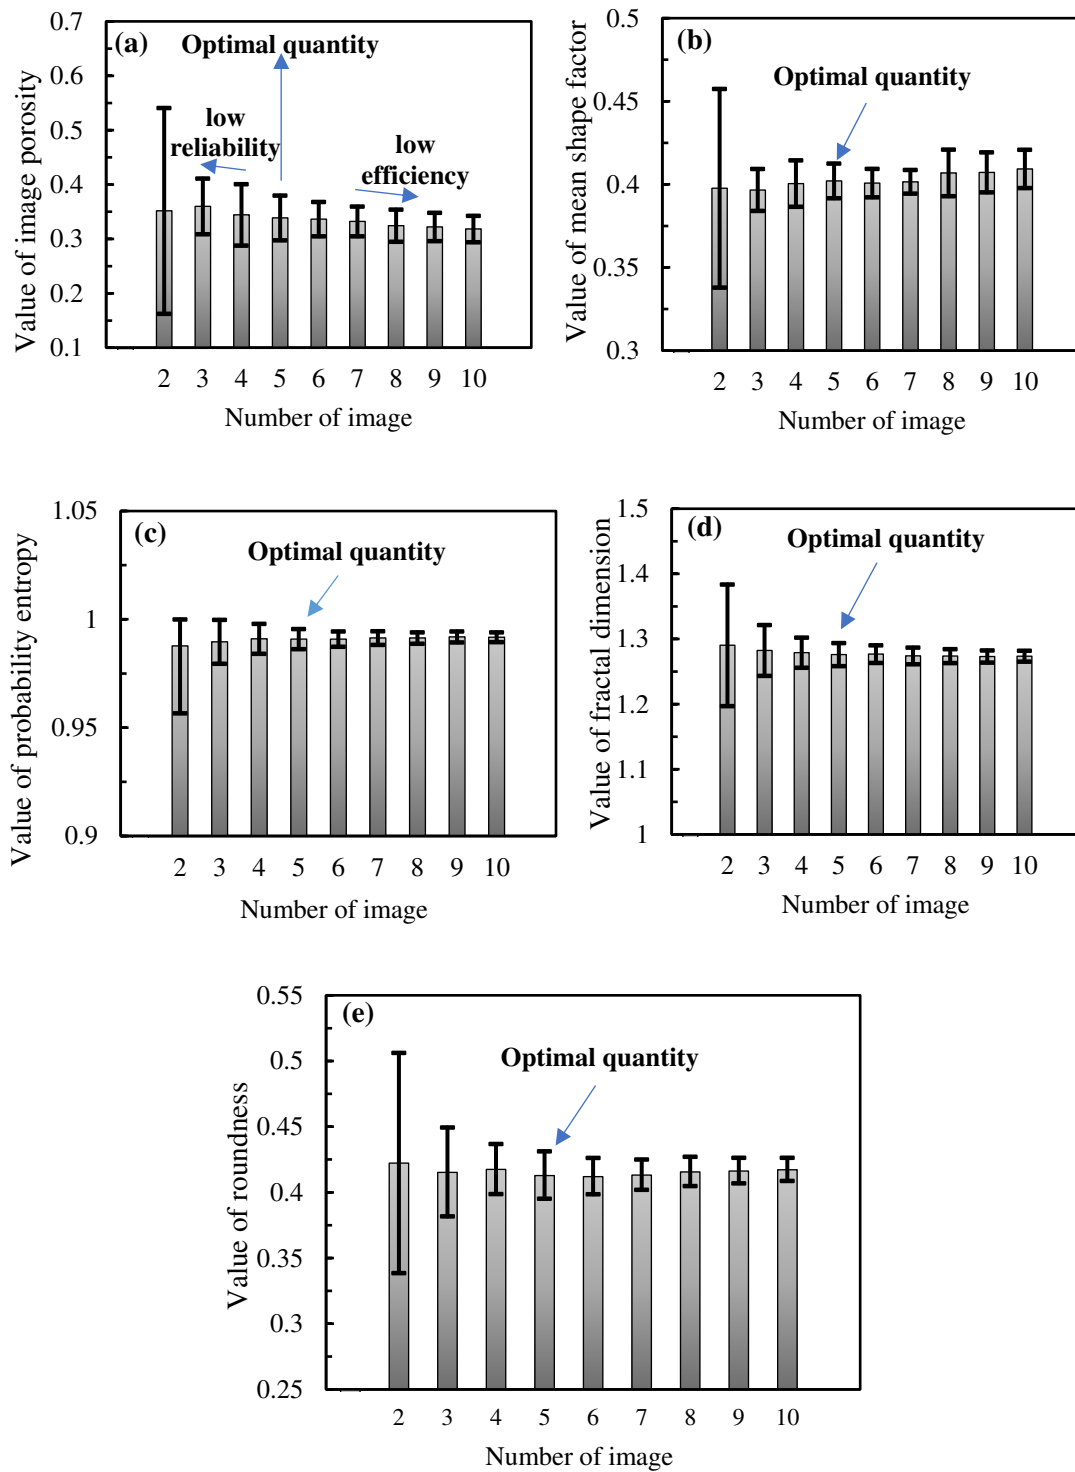 (a)
Optimal quantity
low
reliability
low
efficiency
Value of image porosity
0.7
0.6
0.5
0.4
0.3
0.2
0.1
2 3 4 5 6 7 8 9 10
Number of image
(b)
Optimal quantity
Value of mean shape factor
0.5
0.45
0.4
0.35
0.3
2 3 4 5 6 7 8 9 10
Number of image
(c)
Optimal quantity
Value of probability entropy
1.05
1
0.95
0.9
2 3 4 5 6 7 8 9 10
Number of image
(d)
Optimal quantity
Value of fractal dimension
1.5
1.4
1.3
1.2
1.1
1
2 3 4 5 6 7 8 9 10
Number of image
(e)
Optimal quantity
Value of roundness
0.55
0.5
0.45
0.4
0.35
0.3
0.25
2 3 4 5 6 7 8 9 10
Number of image